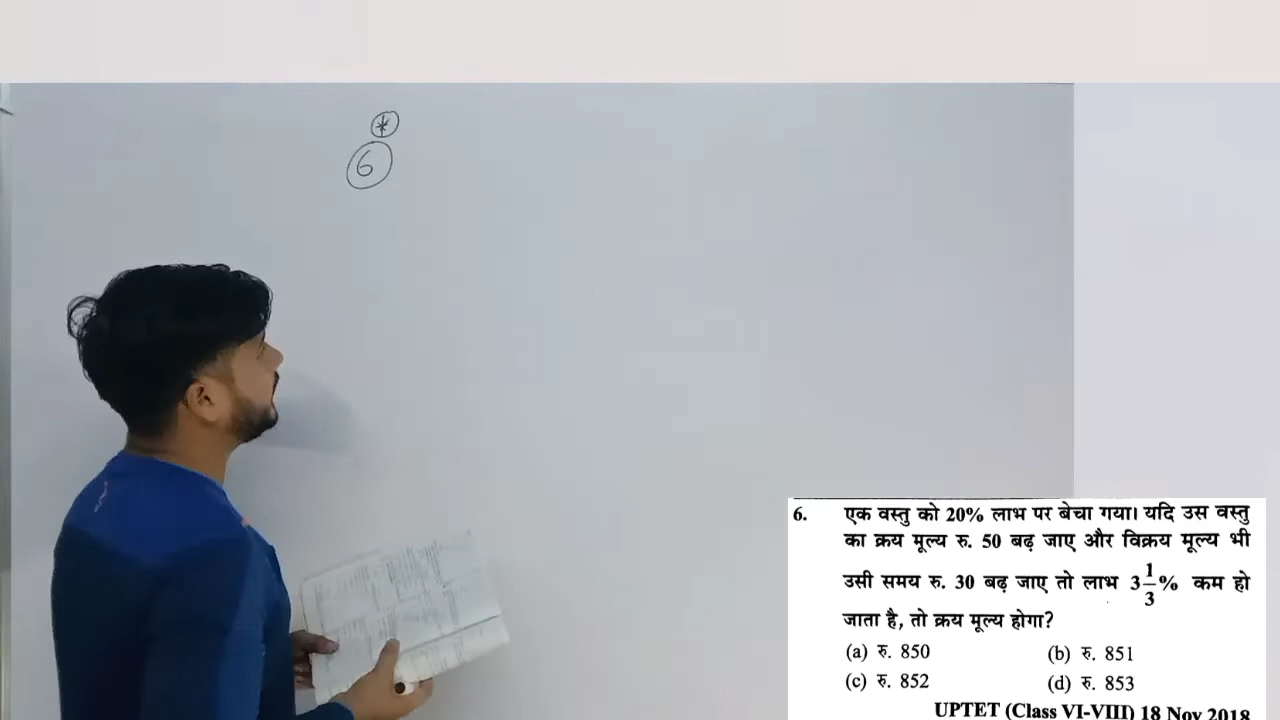 *
6
6. एक वस्तु को 20% लाभ पर बेचा गया। यदि उस वस्तु
का क्रय मूल्य रु. 50 बढ़ जाए और विक्रय मूल्य भी
उसी समय रु. 30 बढ़ जाए तो लाभ 3 1/3 % कम हो
जाता है, तो क्रय मूल्य होगा?
(a) रु. 850 (b) रु. 851
(c) रु. 852 (d) रु. 853
UPTET (Class VI-VIII) 18 Nov 2018